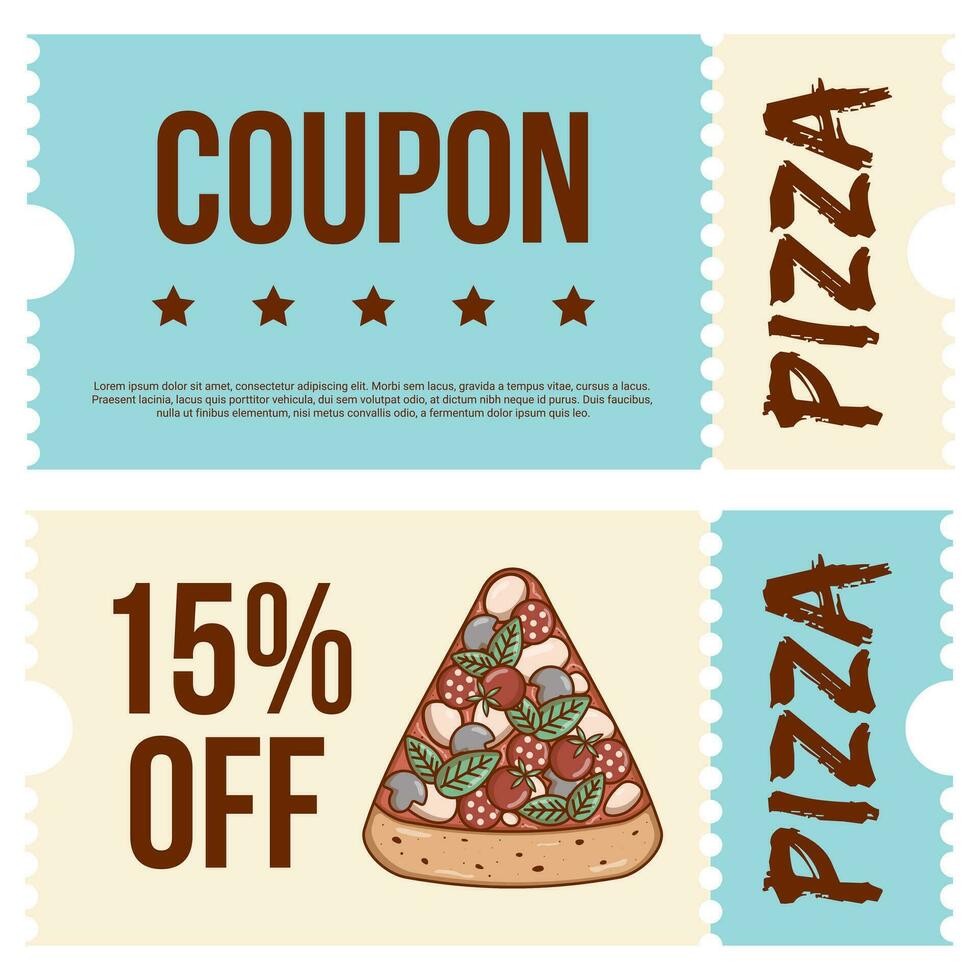 COUPON
Lorem ipsum dolor sit amet, consectetur adipiscing elit. Morbi sem lacus, gravida a tempus vitae, cursus a lacus.
Praesent lacinia, lacus quis porttitor vehicula, dui sem volutpat odio, at dictum nibh neque id purus. Duis faucibus,
nulla ut finibus elementum, nisi metus convallis odio, a fermentum dolor ipsum quis leo.
PIZZA
15%
OFF
PIZZA